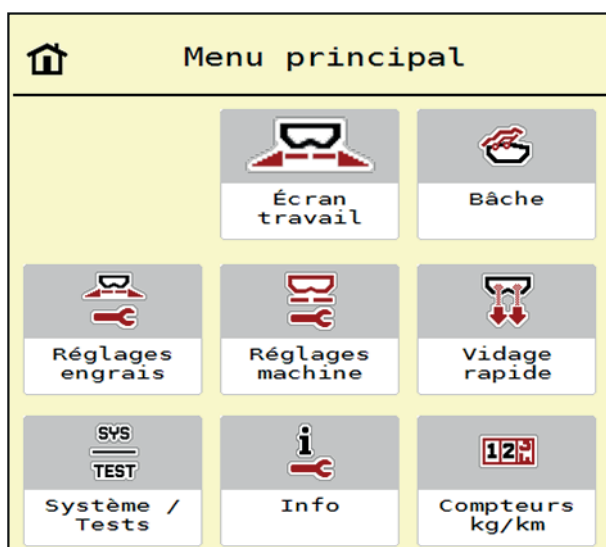 Menu principal
Écran
travail
Bâche
Réglages
engrais
Réglages
machine
Vidage
rapide
SYS
TEST
Système /
Tests
i
Info
12
Compteurs
kg/km